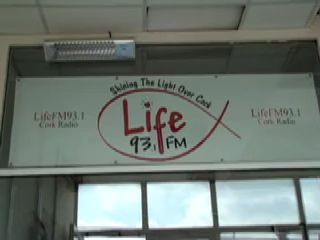 Shining The Light Over Cork
LifeFM93.1
Cork Radio
Life
93.1 FM
LifeFM93.1
Cork Radio